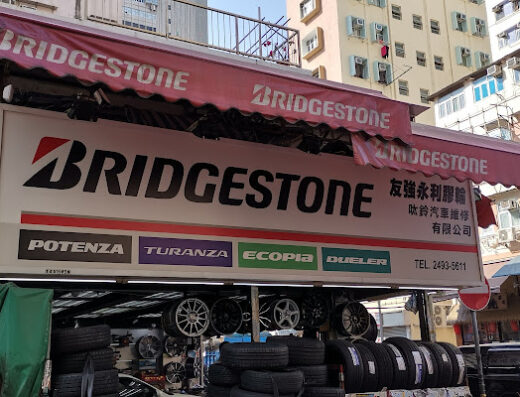 BRIDGESTONE
BRIDGESTONE
BRIDGESTONE
BRIDGESTONE
友強永利膠輪
呔鈴汽車維修
有限公司
POTENZA
TURANZA
ECOPIA
DUELER
TEL. 2493-5611